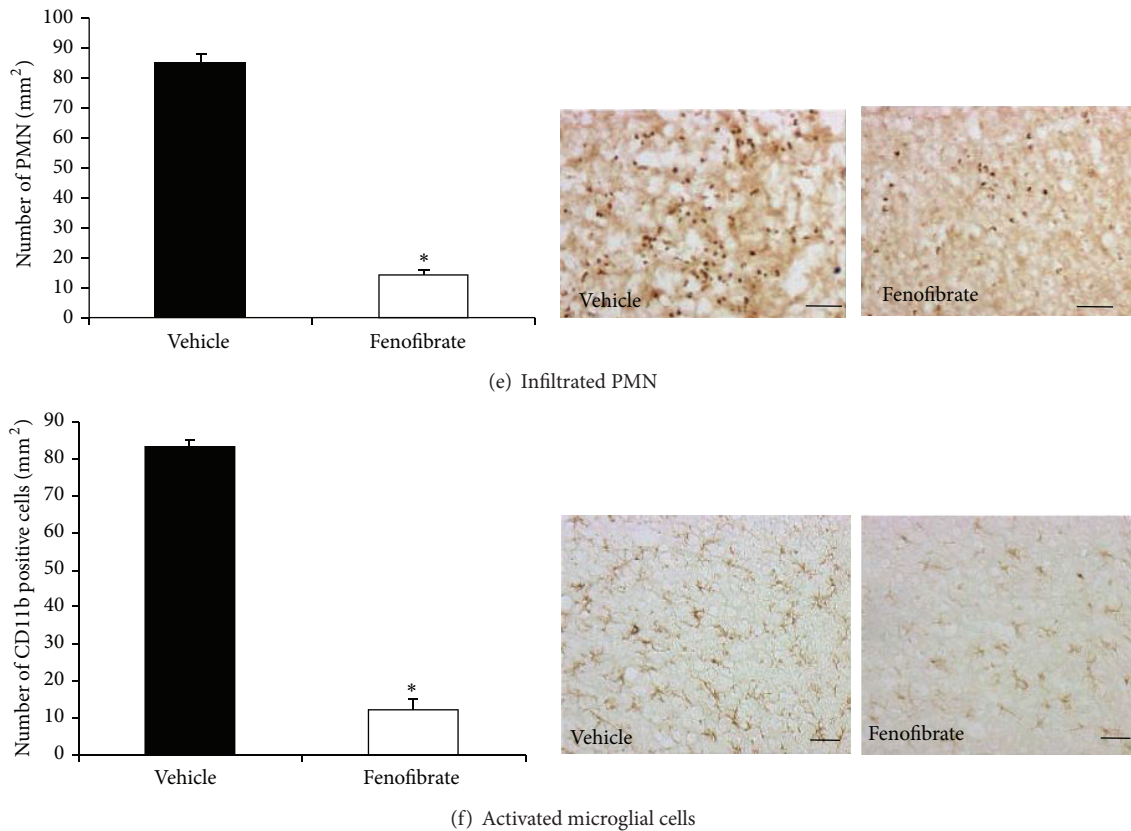 Number of PMN (mm²)
100
90
80
70
60
50
40
30
20
10
0
*
Vehicle
Fenofibrate
Vehicle
Fenofibrate
(e) Infiltrated PMN
Number of CD11b positive cells (mm²)
90
80
70
60
50
40
30
20
10
0
*
Vehicle
Fenofibrate
Vehicle
Fenofibrate
(f) Activated microglial cells